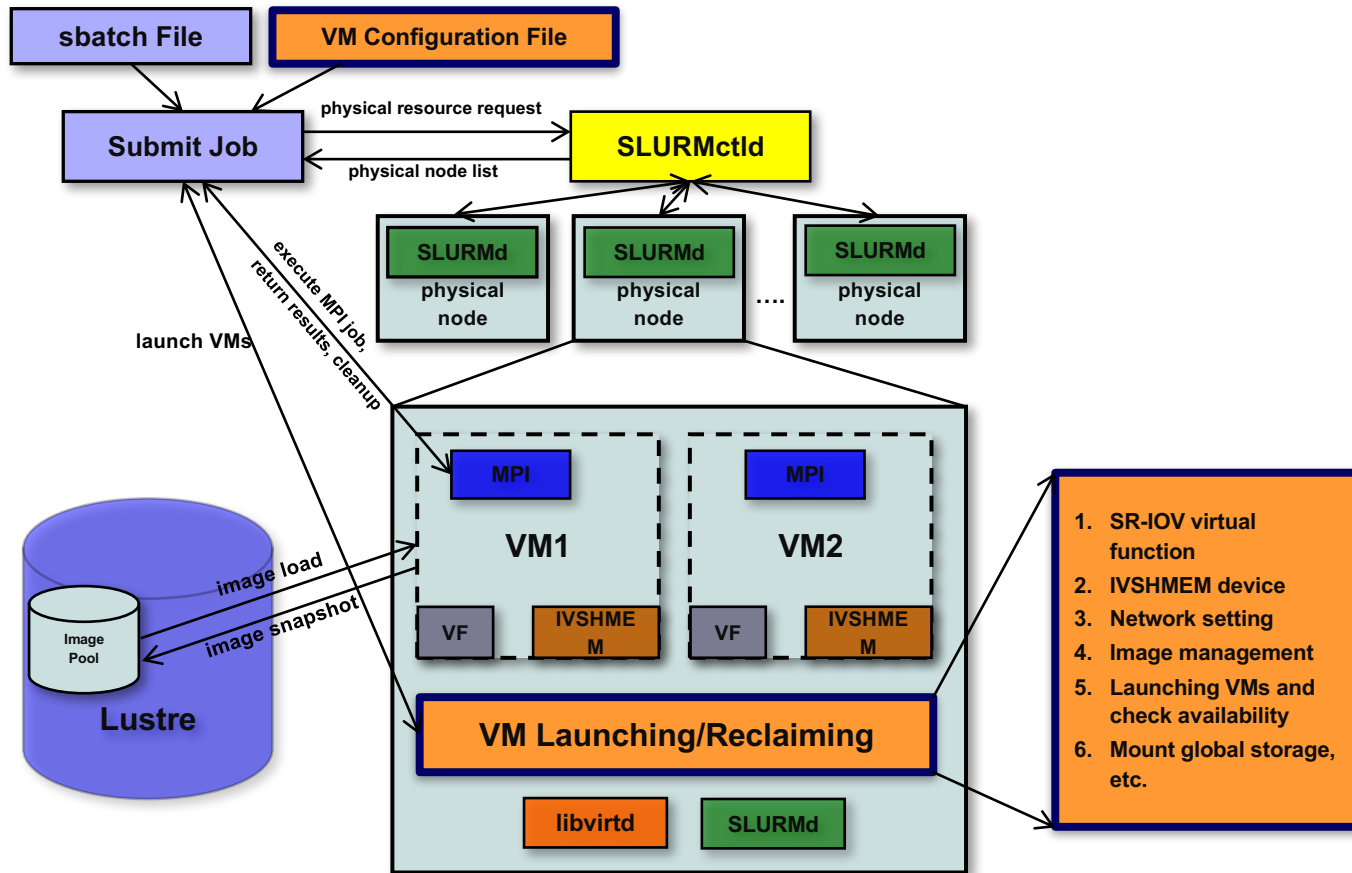 sbatch File
VM Configuration File
physical resource request
Submit Job
SLURMctld
physical node list
SLURMd
physical
node
SLURMd
physical
node
....
SLURMd
physical
node
execute MPI job,
return results, cleanup
launch VMs
MPI
VM1
VF
IVSHME
M
MPI
VM2
VF
IVSHME
M
image load
image snapshot
Image
Pool
Lustre
VM Launching/Reclaiming
libvirtd
SLURMd
1. SR-IOV virtual
function
2. IVSHMEM device
3. Network setting
4. Image management
5. Launching VMs and
check availability
6. Mount global storage,
etc.